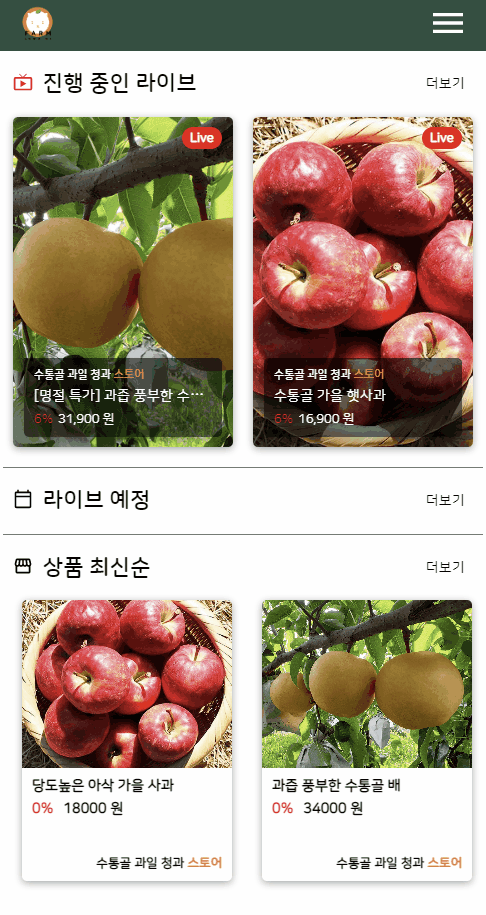 FARM
진행 중인 라이브
더보기
Live
수통골 과일 청과 스토어
[명절 특가] 과즙 풍부한 수…
6% 31,900 원
Live
수통골 과일 청과 스토어
수통골 가을 햇사과
6% 16,900 원
라이브 예정
더보기
상품 최신순
더보기
당도높은 아삭 가을 사과
0% 18000 원
수통골 과일 청과 스토어
과즙 풍부한 수통골 배
0% 34000 원
수통골 과일 청과 스토어